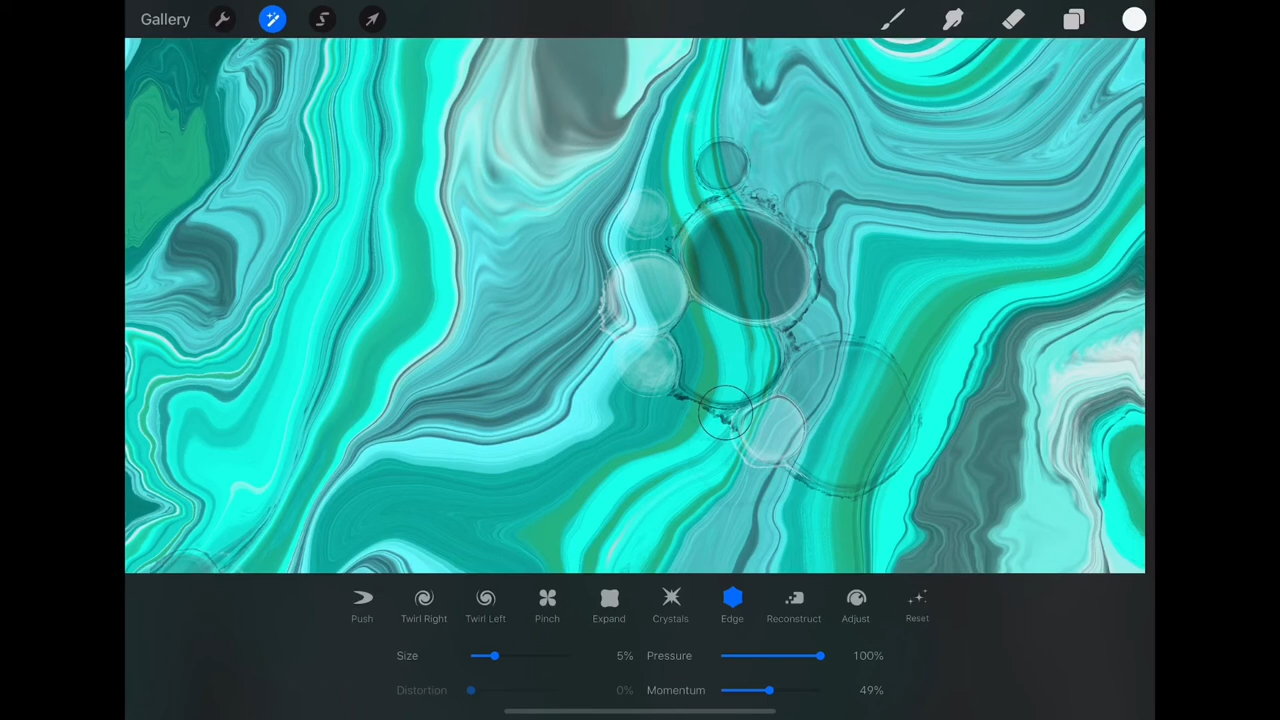 Gallery
Push Twirl Right Twirl Left Pinch Expand Crystals Edge Reconstruct Adjust Reset
Size 5% Pressure 100%
Distortion 0% Momentum 49%